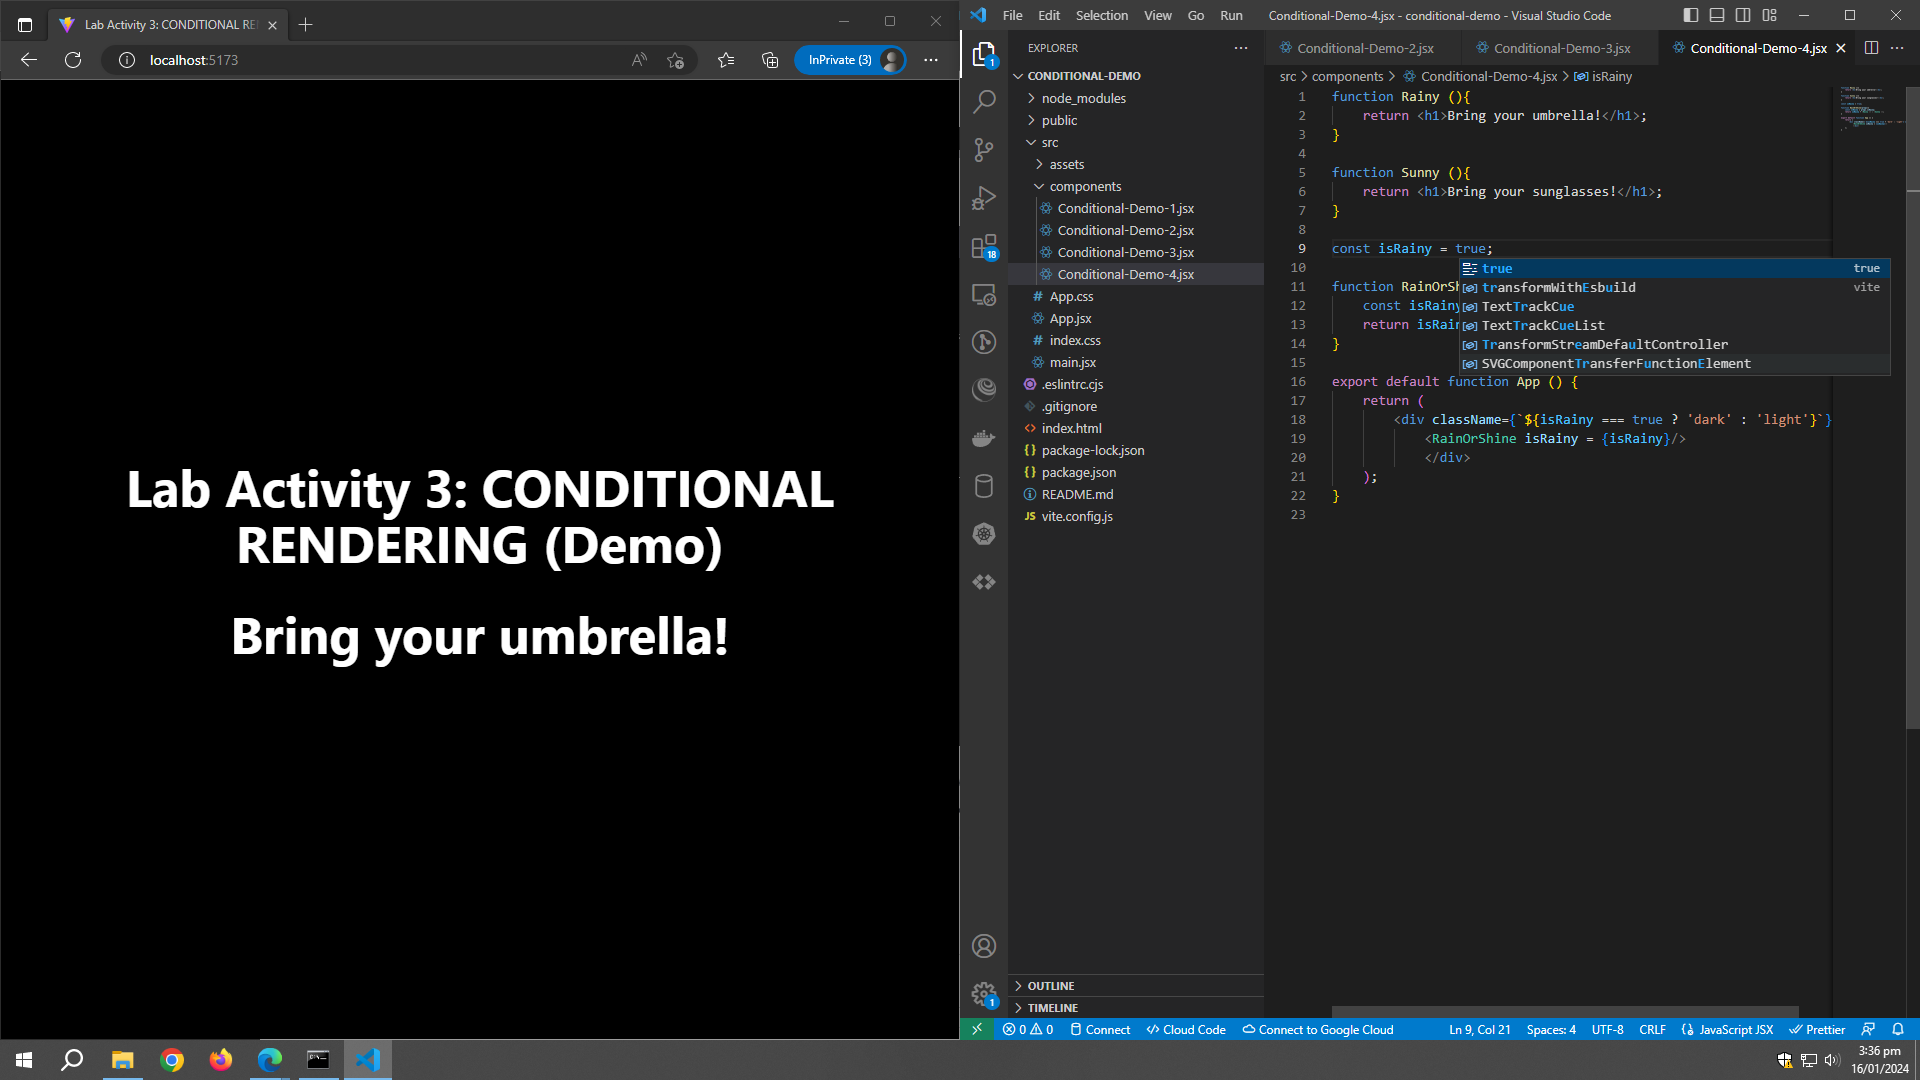 Lab Activity 3: CONDITIONAL REI
localhost:5173
InPrivate (3)
Lab Activity 3: CONDITIONAL
RENDERING (Demo)
Bring your umbrella!
File Edit Selection View Go Run
Conditional-Demo-4.jsx - conditional-demo - Visual Studio Code
EXPLORER
CONDITIONAL-DEMO
node_modules
public
src
assets
components
Conditional-Demo-1.jsx
Conditional-Demo-2.jsx
Conditional-Demo-3.jsx
Conditional-Demo-4.jsx
# App.css
App.jsx
# index.css
main.jsx
.eslintrc.cjs
.gitignore
<> index.html
{} package-lock.json
{} package.json
README.md
JS vite.config.js
OUTLINE
TIMELINE
1
18
1
Conditional-Demo-2.jsx
Conditional-Demo-3.jsx
Conditional-Demo-4.jsx
src > components > Conditional-Demo-4.jsx > isRainy
1 function Rainy (){
2 return <h1>Bring your umbrella!</h1>;
3 }
4
5 function Sunny (){
6 return <h1>Bring your sunglasses!</h1>;
7 }
8
9 const isRainy = true;
10
11 function RainOrSh
12 const isRainy
13 return isRain
14 }
15
16 export default function App () {
17 return (
18 <div className={`${isRainy === true ? 'dark' : 'light'}`}
19 <RainOrShine isRainy = {isRainy}/>
20 </div>
21 );
22 }
23
true true
transformWithEsbuild vite
TextTrackCue
TextTrackCueList
TransformStreamDefaultController
SVGComponentTransferFunctionElement
0 0 Connect Cloud Code Connect to Google Cloud
Ln 9, Col 21 Spaces: 4 UTF-8 CRLF {} JavaScript JSX Prettier
3:36 pm
16/01/2024